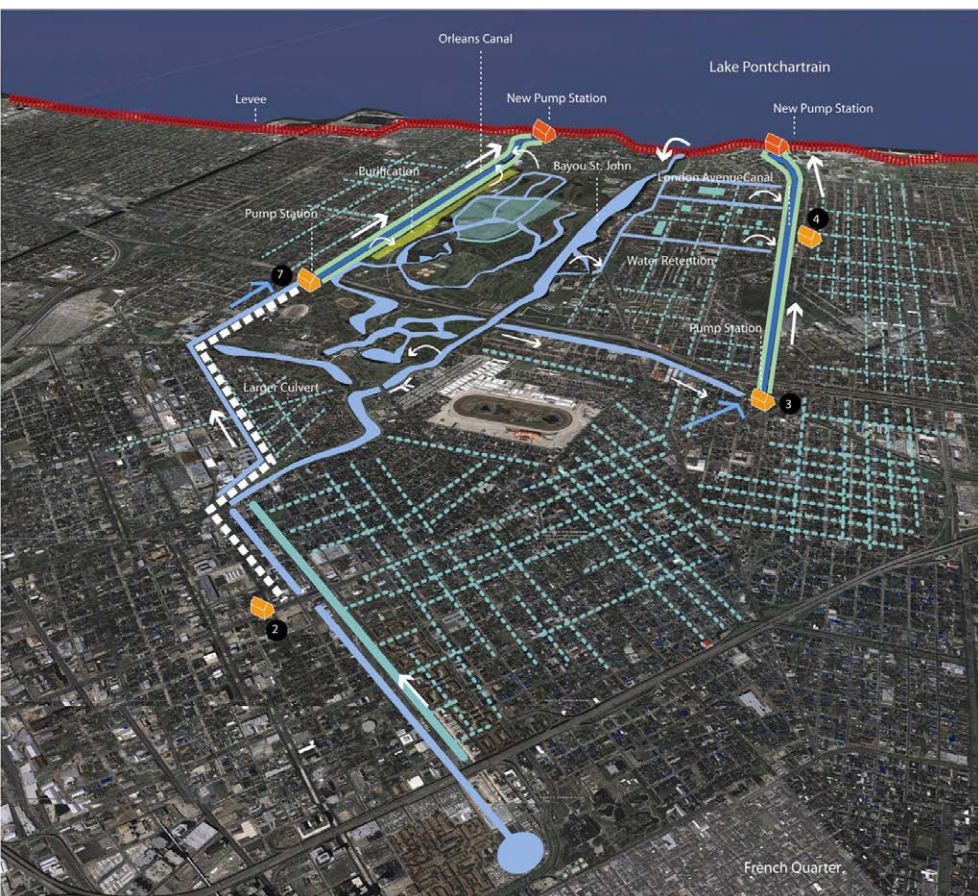 Orleans Canal
Lake Pontchartrain
Levee
New Pump Station
New Pump Station
Purification
Bayou St. John
London AvenueCanal
Pump Station
4
Water Retention
7
Pump Station
Larger Culvert
3
2
French Quarter